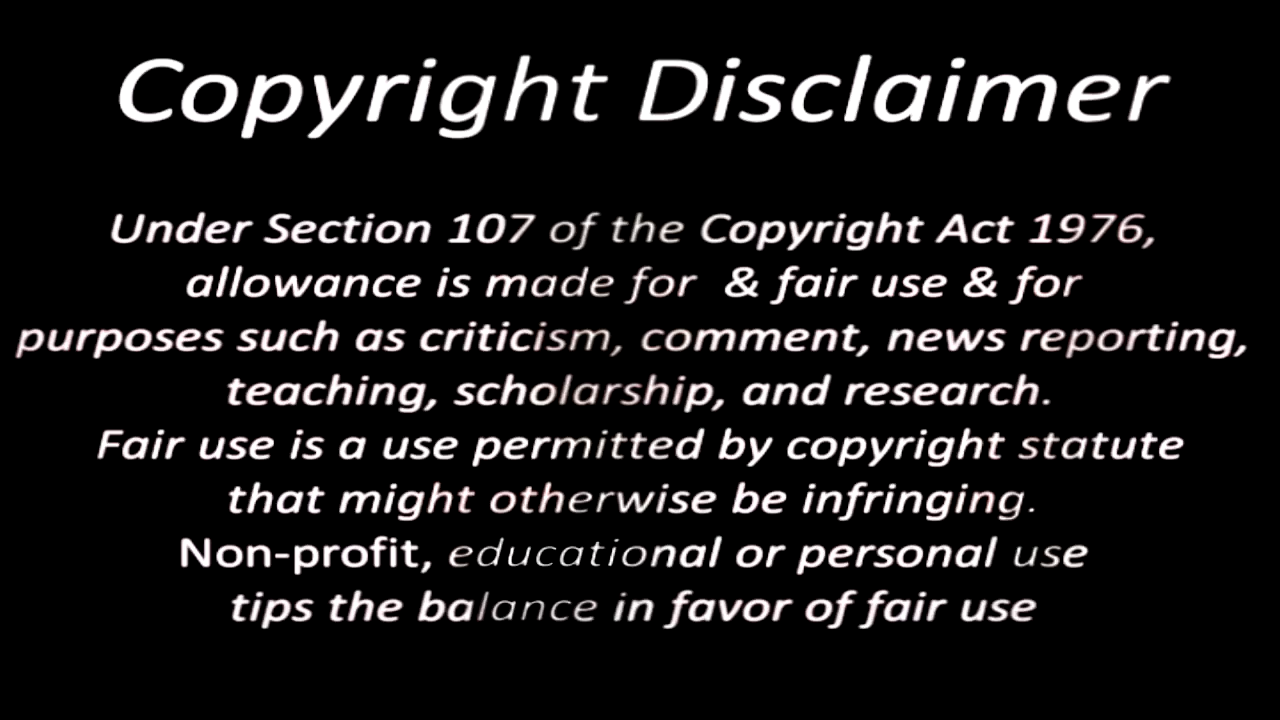 Copyright Disclaimer
Under Section 107 of the Copyright Act 1976,
allowance is made for & fair use & for
purposes such as criticism, comment, news reporting,
teaching, scholarship, and research.
Fair use is a use permitted by copyright statute
that might otherwise be infringing.
Non-profit, educational or personal use
tips the balance in favor of fair use